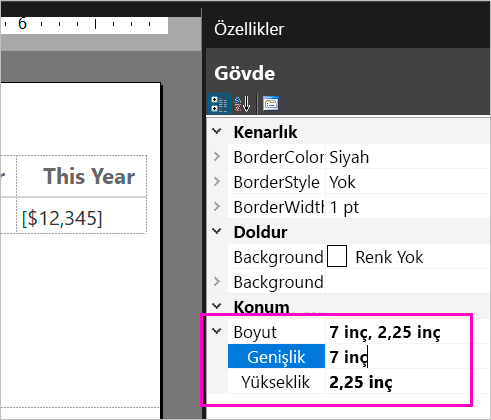 6
Özellikler
Gövde
Kenarlık
BorderColor Siyah
BorderStyle Yok
BorderWidth 1 pt
Doldur
Background Renk Yok
Background
Konum
Boyut 7 inç, 2,25 inç
Genişlik 7 inç
Yükseklik 2,25 inç
r This Year
[$12,345]